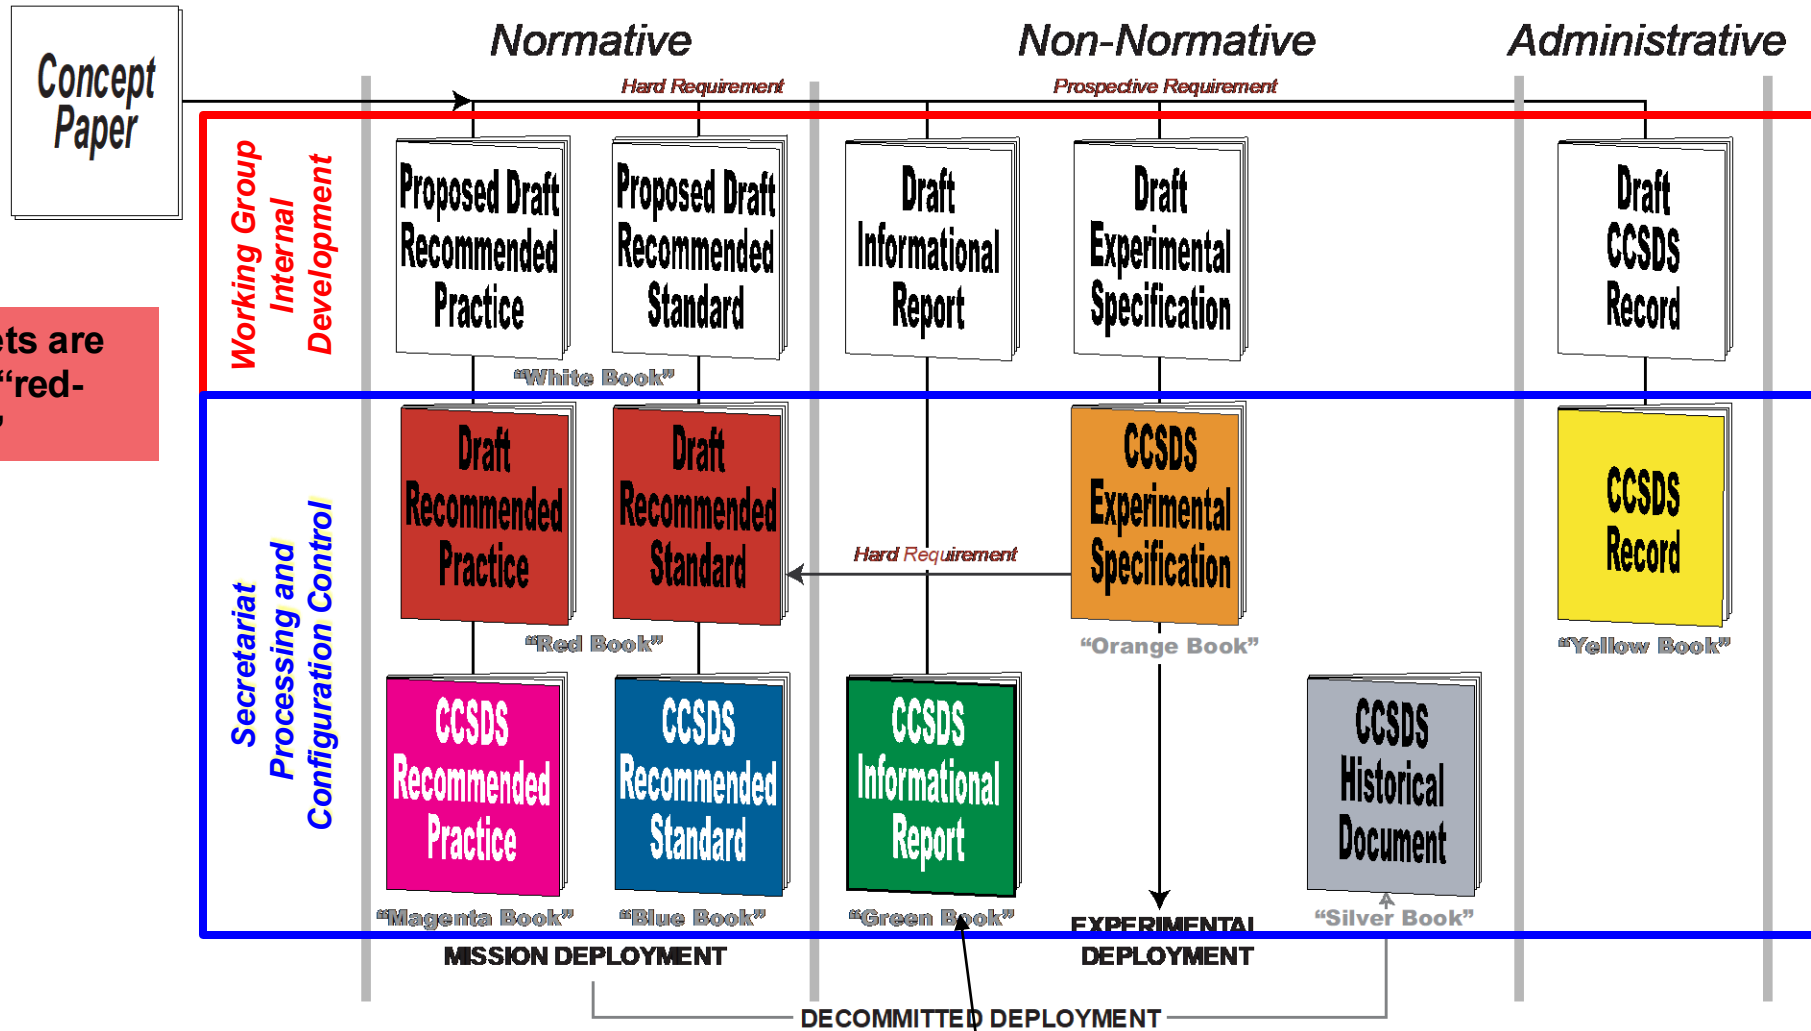 Normative
Non-Normative
Administrative
Concept
Paper
Hard Requirement
Prospective Requirement
Working Group
Internal
Development
Proposed Draft
Recommended
Practice
Proposed Draft
Recommended
Standard
Draft
Informational
Report
Draft
Experimental
Specification
Draft
CCSDS
Record
“White Book”
ets are
“red-
”
Secretariat
Processing and
Configuration Control
Draft
Recommended
Practice
Draft
Recommended
Standard
Hard Requirement
CCSDS
Experimental
Specification
CCSDS
Record
“Red Book”
“Orange Book”
“Yellow Book”
CCSDS
Recommended
Practice
CCSDS
Recommended
Standard
CCSDS
Informational
Report
CCSDS
Historical
Document
“Magenta Book”
“Blue Book”
“Green Book”
“Silver Book”
MISSION DEPLOYMENT
EXPERIMENTAL
DEPLOYMENT
DECOMMITTED DEPLOYMENT